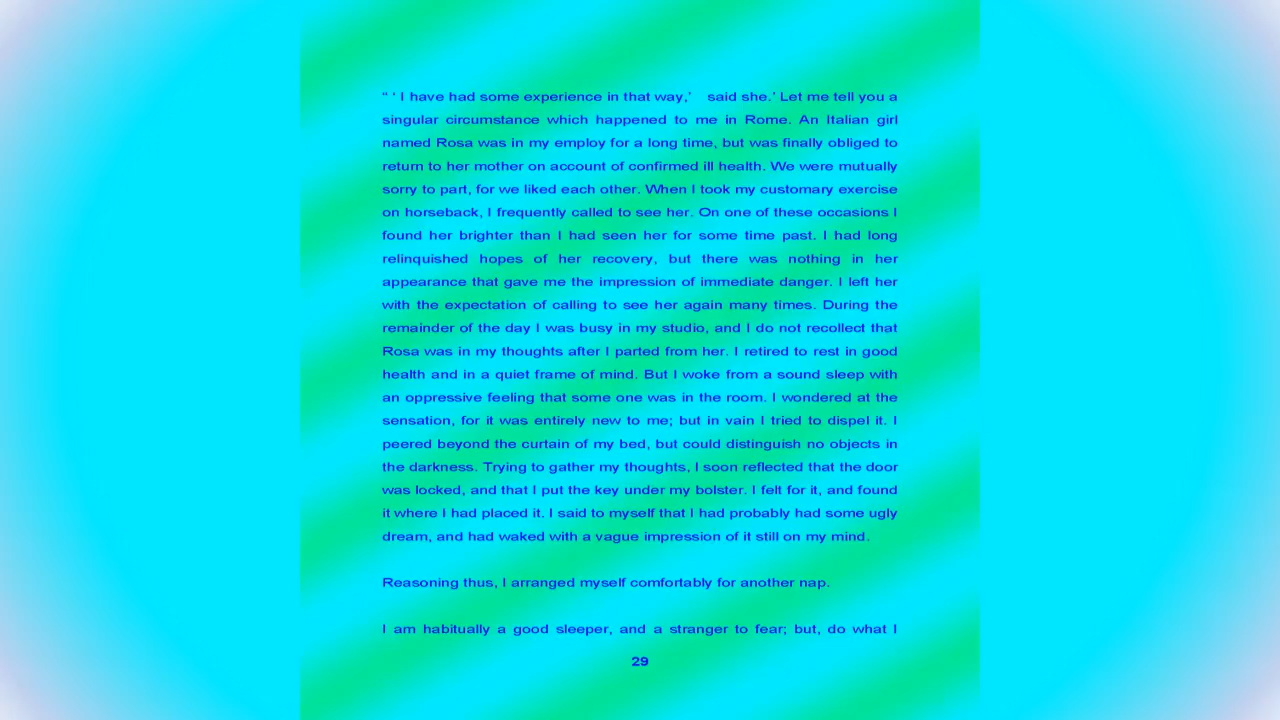 “ ‘ I have had some experience in that way,’ said she.’ Let me tell you a
singular circumstance which happened to me in Rome. An Italian girl
named Rosa was in my employ for a long time, but was finally obliged to
return to her mother on account of confirmed ill health. We were mutually
sorry to part, for we liked each other. When I took my customary exercise
on horseback, I frequently called to see her. On one of these occasions I
found her brighter than I had seen her for some time past. I had long
relinquished hopes of her recovery, but there was nothing in her
appearance that gave me the impression of immediate danger. I left her
with the expectation of calling to see her again many times. During the
remainder of the day I was busy in my studio, and I do not recollect that
Rosa was in my thoughts after I parted from her. I retired to rest in good
health and in a quiet frame of mind. But I woke from a sound sleep with
an oppressive feeling that some one was in the room. I wondered at the
sensation, for it was entirely new to me; but in vain I tried to dispel it. I
peered beyond the curtain of my bed, but could distinguish no objects in
the darkness. Trying to gather my thoughts, I soon reflected that the door
was locked, and that I put the key under my bolster. I felt for it, and found
it where I had placed it. I said to myself that I had probably had some ugly
dream, and had waked with a vague impression of it still on my mind.
Reasoning thus, I arranged myself comfortably for another nap.
I am habitually a good sleeper, and a stranger to fear; but, do what I
29